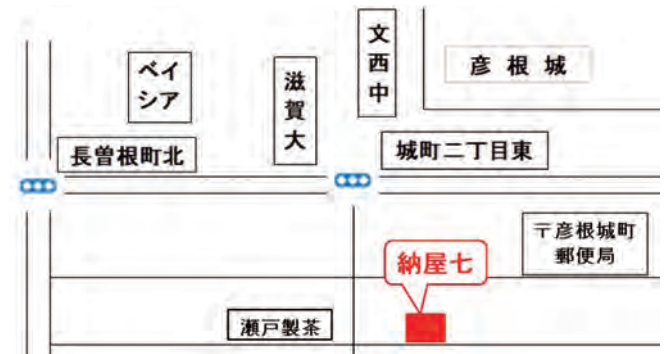 ベイ
シア
滋賀大
文西中
彦根城
長曽根町北
城町二丁目東
〒彦根城町
郵便局
納屋七
瀬戸製茶